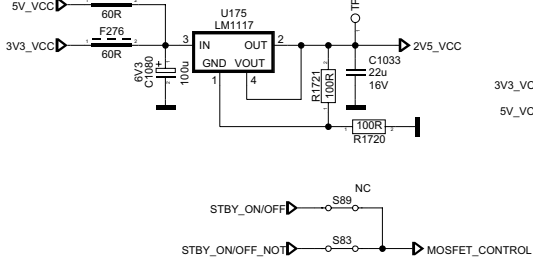 5V_VCC
60R
3V3_VCC
F276
60R
6V3
C1080
100u
U175
LM1117
3 IN OUT 2
GND VOUT
1 4
TP
2V5_VCC
R1721
100R
C1033
22u
16V
100R
R1720
3V3_VC
5V_VC
NC
STBY_ON/OFF
S89
STBY_ON/OFF_NOT
S83
MOSFET_CONTROL